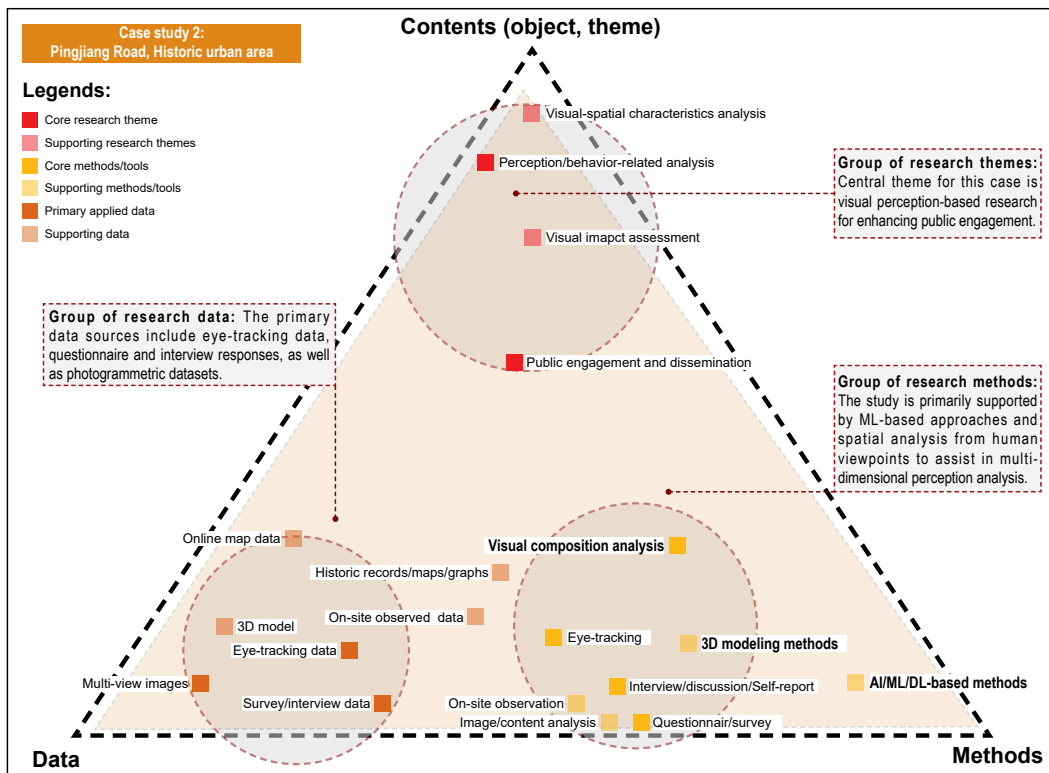 Contents (object, theme)
Case study 2:
Pingjiang Road, Historic urban area
Legends:
Core research theme
Supporting research themes
Core methods/tools
Supporting methods/tools
Primary applied data
Supporting data
Visual-spatial characteristics analysis
Perception/behavior-related analysis
Visual imapct assessment
Public engagement and dissemination
Group of research themes:
Central theme for this case is
visual perception-based research
for enhancing public engagement.
Group of research data: The primary
data sources include eye-tracking data,
questionnaire and interview responses, as well
as photogrammetric datasets.
Group of research methods:
The study is primarily supported
by ML-based approaches and
spatial analysis from human
viewpoints to assist in multi-
dimensional perception analysis.
Online map data
Visual composition analysis
Historic records/maps/graphs
On-site observed data
3D model
Eye-tracking
3D modeling methods
Eye-tracking data
Multi-view images
Interview/discussion/Self-report
AI/ML/DL-based methods
Survey/interview data
On-site observation
Image/content analysis
Questionnair/survey
Data
Methods